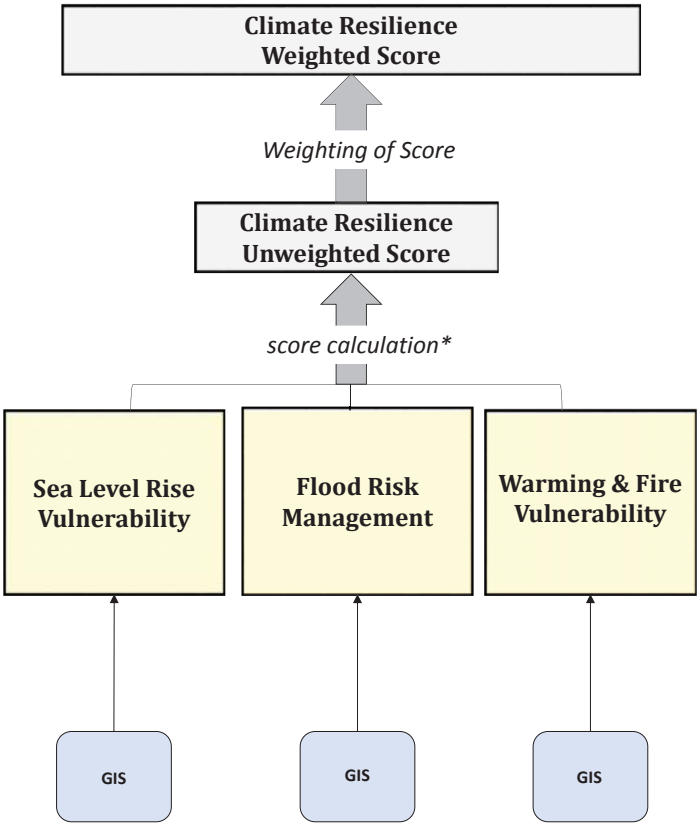 Climate Resilience
Weighted Score
Weighting of Score
Climate Resilience
Unweighted Score
score calculation*
Sea Level Rise
Vulnerability
Flood Risk
Management
Warming & Fire
Vulnerability
GIS
GIS
GIS